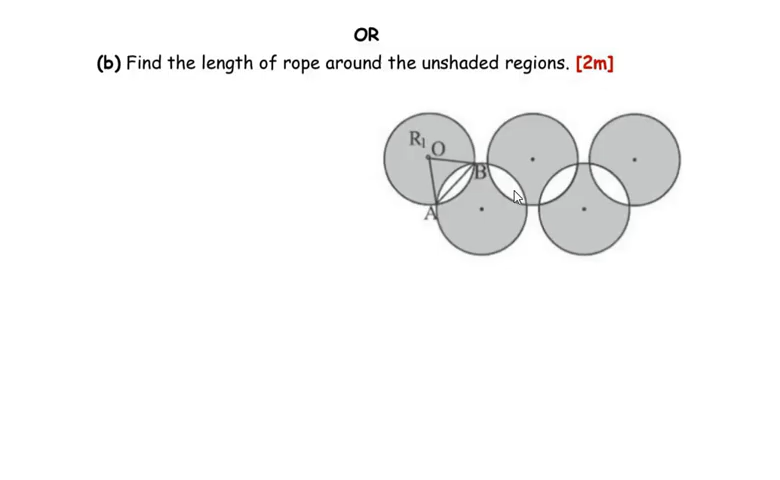 OR
(b) Find the length of rope around the unshaded regions. [2m]
R₁ O
B
A